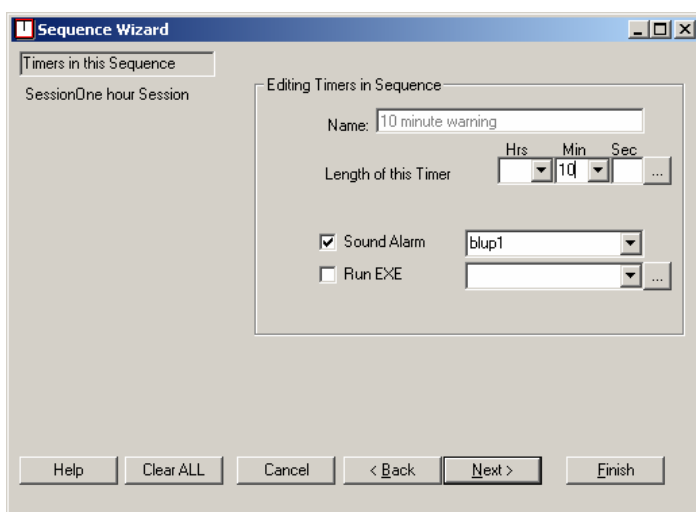 Sequence Wizard
Timers in this Sequence
SessionOne hour Session
Editing Timers in Sequence
Name: 10 minute warning
Hrs Min Sec
Length of this Timer 10 ...
Sound Alarm blup1
Run EXE ...
Help Clear ALL Cancel < Back Next > Finish